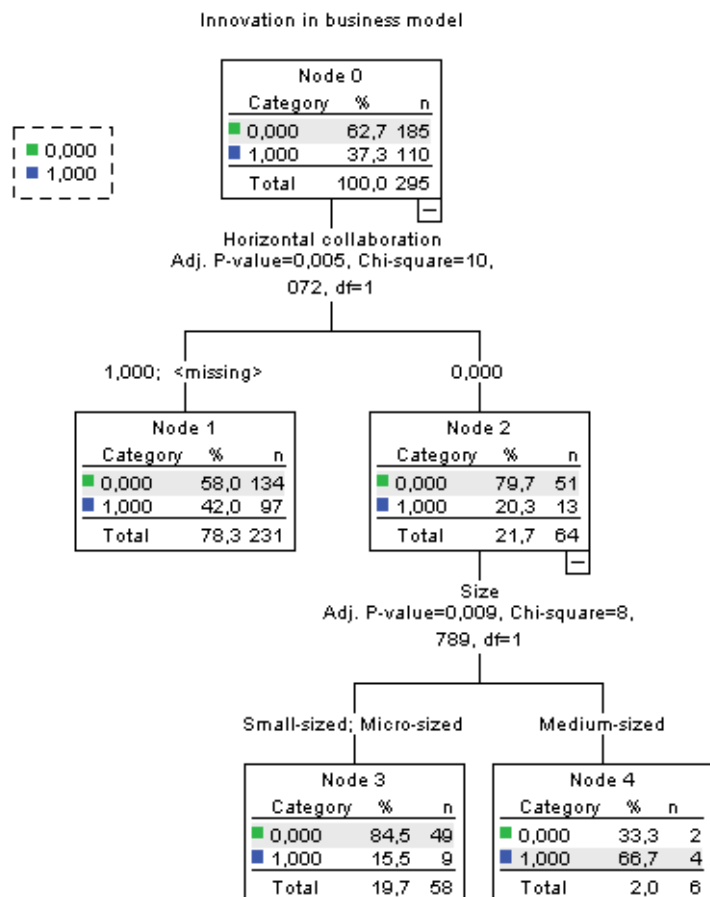 Innovation in business model
0,000
1,000
Node 0
Category % n
0,000 62,7 185
1,000 37,3 110
Total 100,0 295
Horizontal collaboration
Adj. P-value=0,005, Chi-square=10,
072, df=1
1,000; <missing>
0,000
Node 1
Category % n
0,000 58,0 134
1,000 42,0 97
Total 78,3 231
Node 2
Category % n
0,000 79,7 51
1,000 20,3 13
Total 21,7 64
Size
Adj. P-value=0,009, Chi-square=8,
789, df=1
Small-sized; Micro-sized
Medium-sized
Node 3
Category % n
0,000 84,5 49
1,000 15,5 9
Total 19,7 58
Node 4
Category % n
0,000 33,3 2
1,000 66,7 4
Total 2,0 6